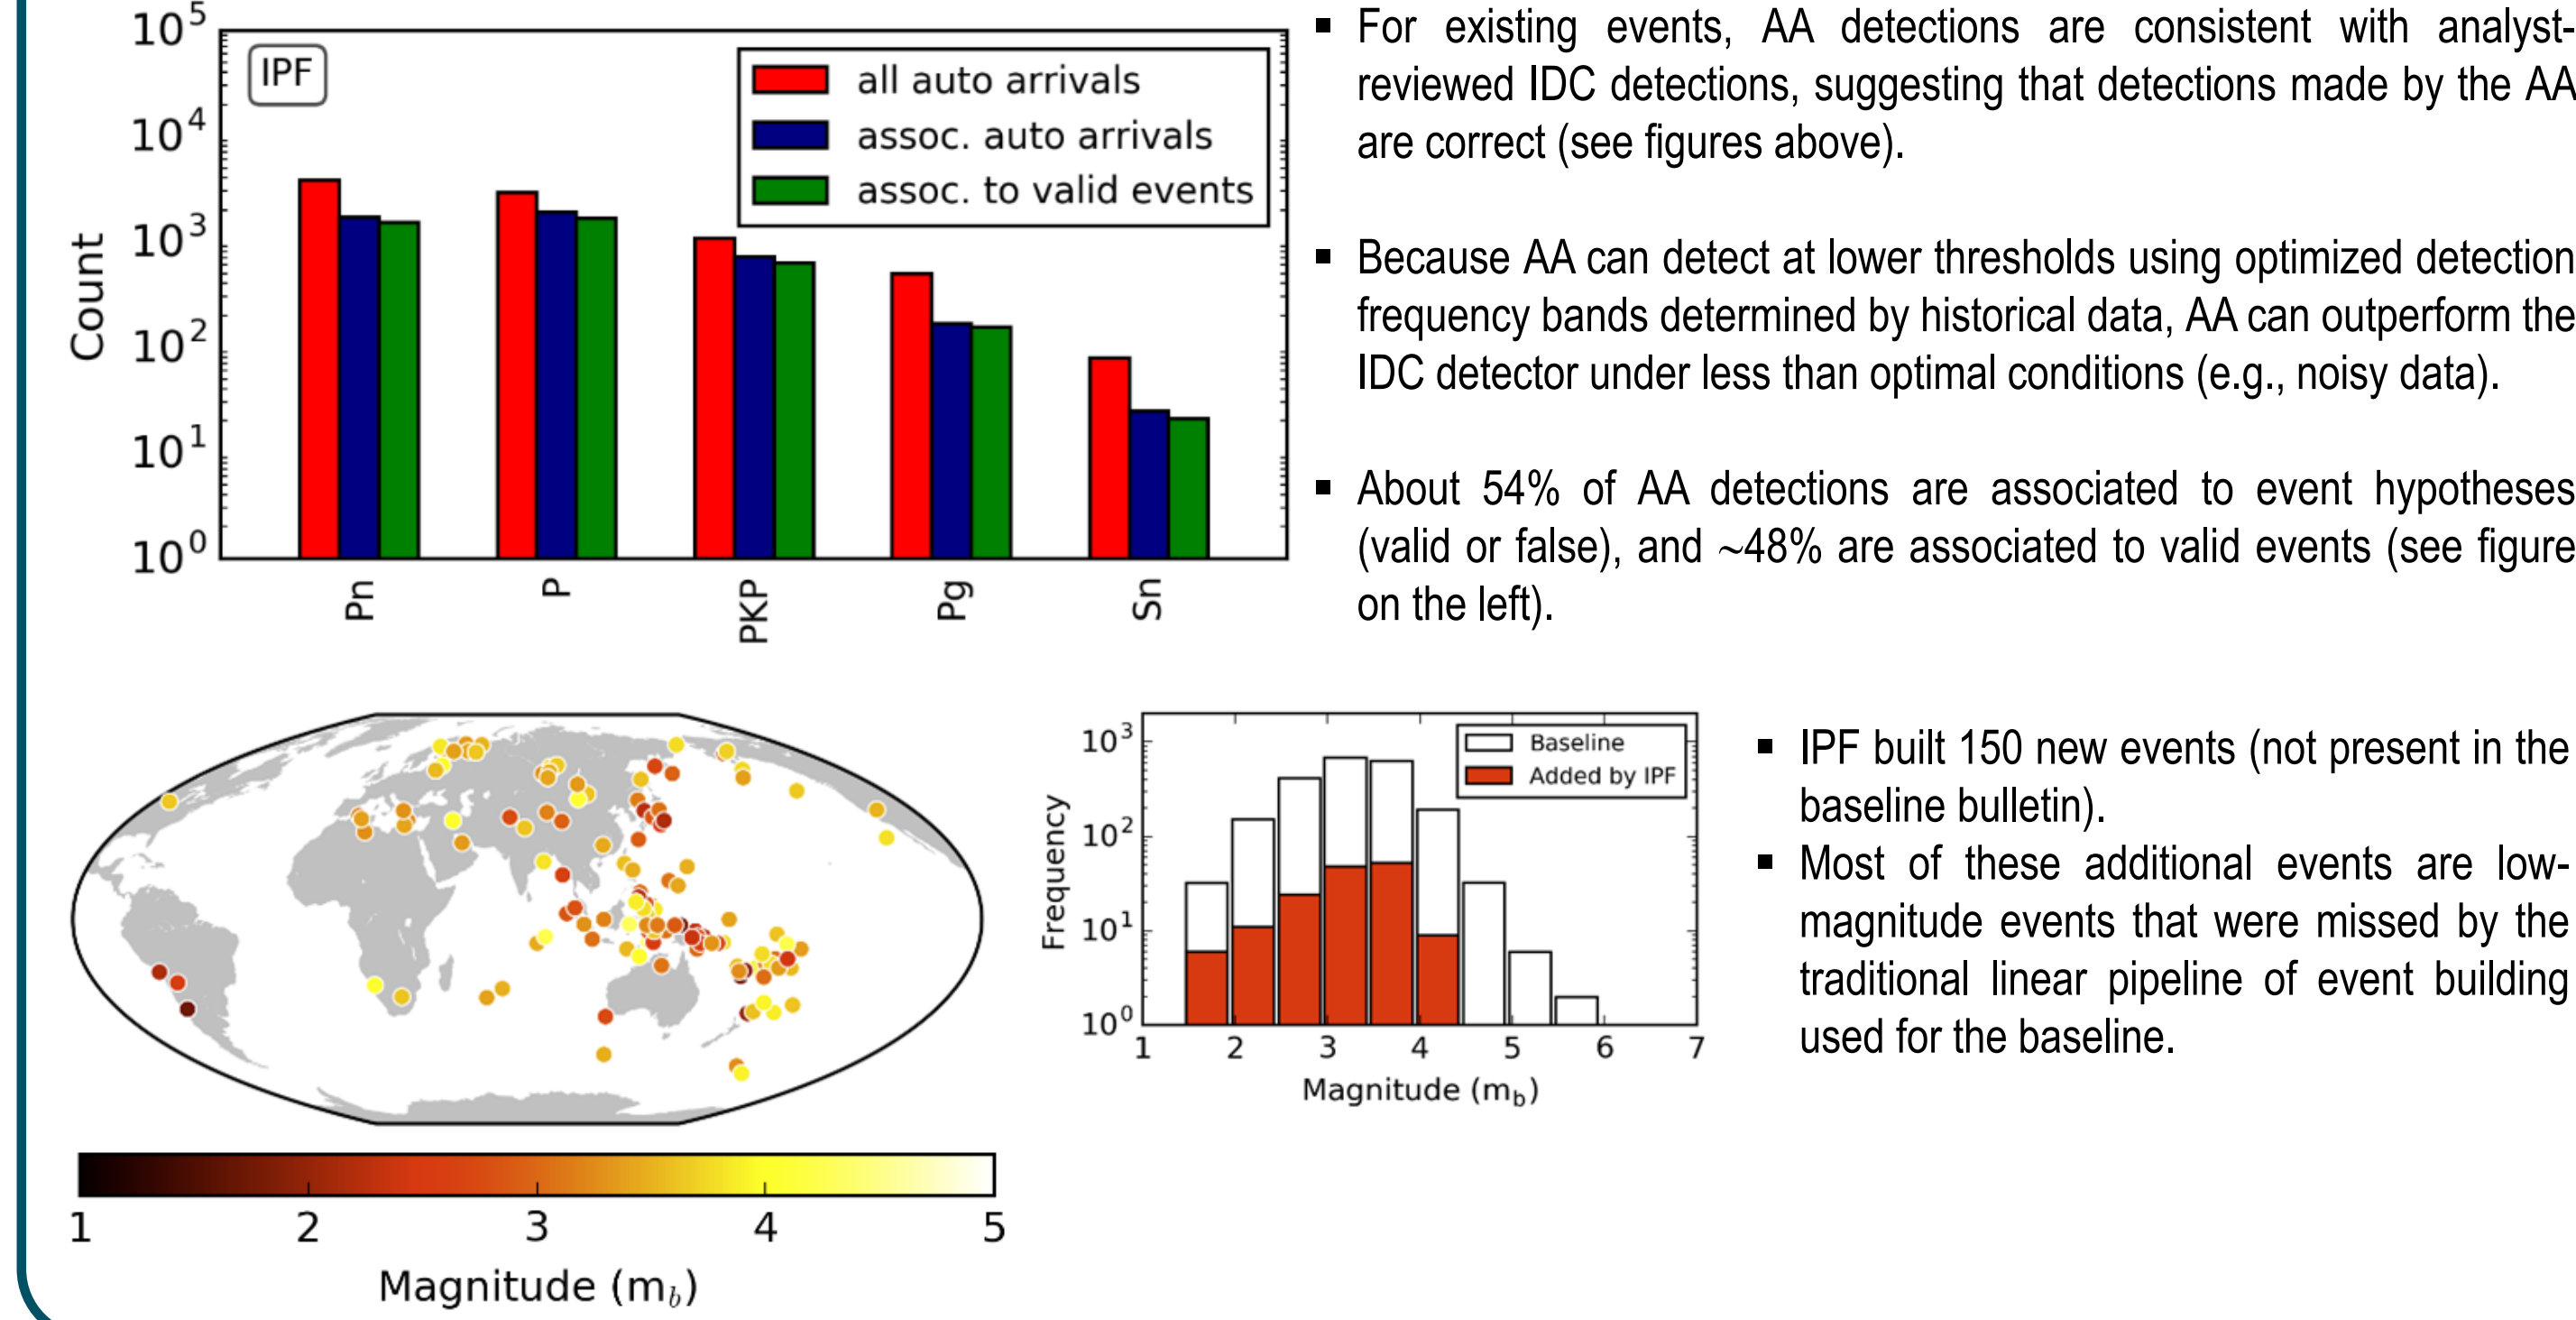 10^5
10^4
10^3
10^2
10^1
10^0
Count
IPF
all auto arrivals
assoc. auto arrivals
assoc. to valid events
Pn
P
PKP
Pg
Sn
▪ For existing events, AA detections are consistent with analyst-
reviewed IDC detections, suggesting that detections made by the AA
are correct (see figures above).
▪ Because AA can detect at lower thresholds using optimized detection
frequency bands determined by historical data, AA can outperform the
IDC detector under less than optimal conditions (e.g., noisy data).
▪ About 54% of AA detections are associated to event hypotheses
(valid or false), and ~48% are associated to valid events (see figure
on the left).
1 2 3 4 5
Magnitude (m_b)
10^3
10^2
10^1
10^0
Frequency
Baseline
Added by IPF
1 2 3 4 5 6 7
Magnitude (m_b)
▪ IPF built 150 new events (not present in the
baseline bulletin).
▪ Most of these additional events are low-
magnitude events that were missed by the
traditional linear pipeline of event building
used for the baseline.